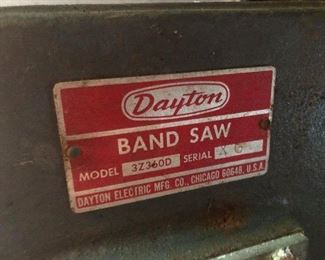 Dayton
BAND SAW
MODEL 3Z360D SERIAL
DAYTON ELECTRIC MFG. CO., CHICAGO 60648, U.S.A.